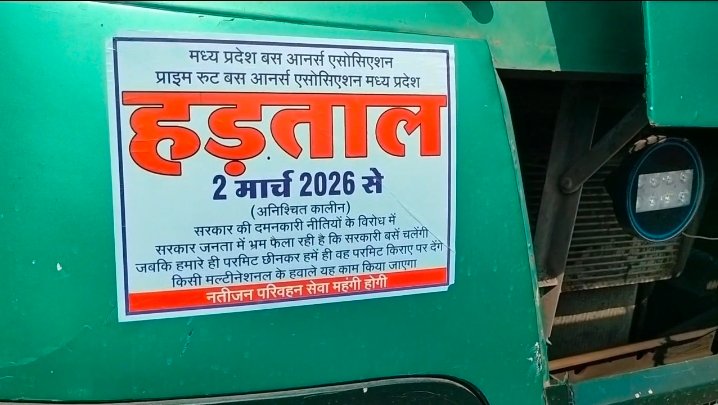 मध्य प्रदेश बस आनर्स एसोसिएशन
प्राइम रुट बस आनर्स एसोसिएशन मध्य प्रदेश
हड़ताल
2 मार्च 2026 से
(अनिश्चित कालीन)
सरकार की दमनकारी नीतियों के विरोध में
सरकार जनता में भ्रम फैला रही है कि सरकारी बसें चलेंगी
जबकि हमारे ही परमिट छीनकर हमें ही वह परमिट किराए पर देंगे
किसी मल्टीनेशनल के हवाले यह काम किया जाएगा
नतीजन परिवहन सेवा महंगी होगी